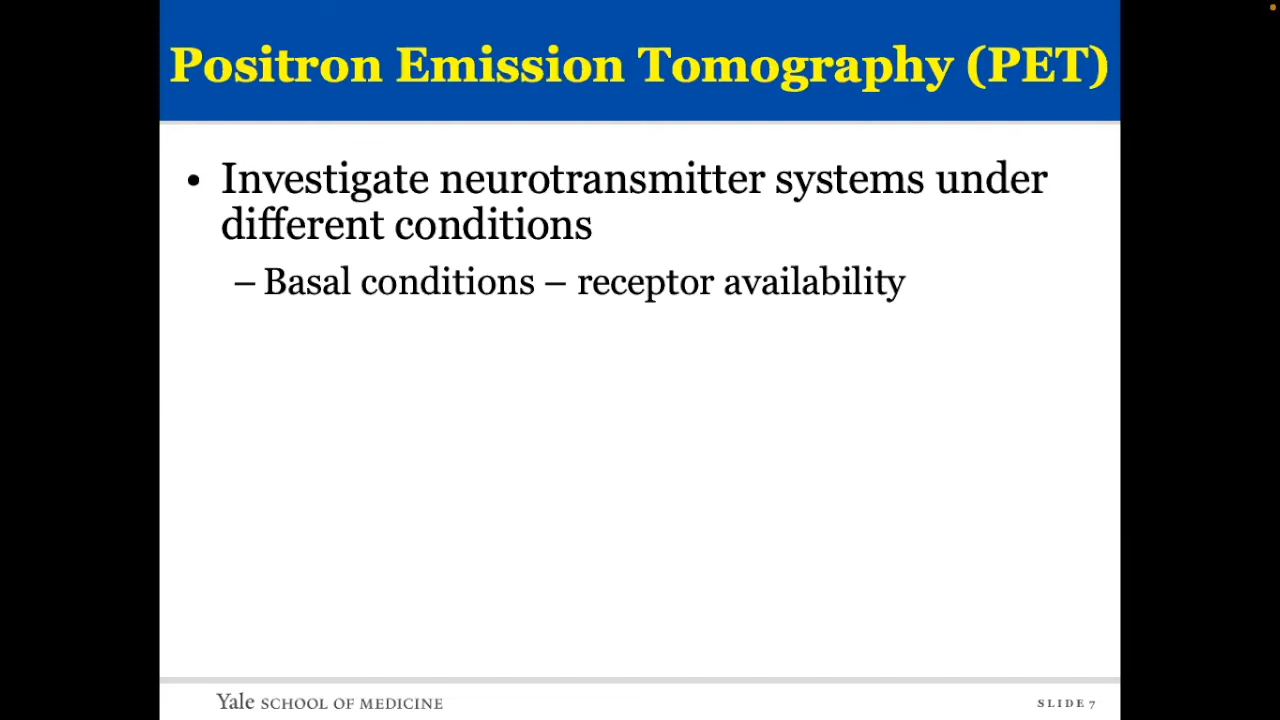 Positron Emission Tomography (PET)
• Investigate neurotransmitter systems under
different conditions
– Basal conditions – receptor availability
Yale SCHOOL OF MEDICINE
SLIDE 7